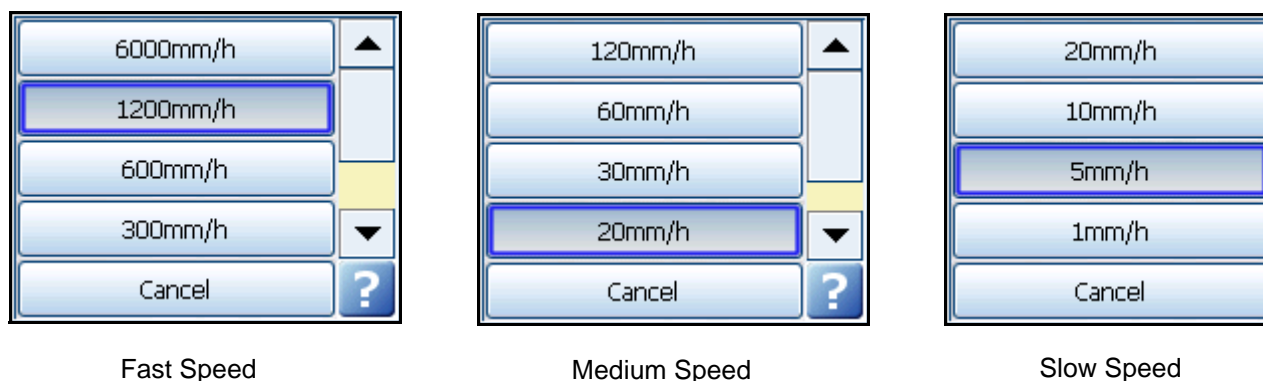 6000mm/h
1200mm/h
600mm/h
300mm/h
Cancel
?
Fast Speed
120mm/h
60mm/h
30mm/h
20mm/h
Cancel
?
Medium Speed
20mm/h
10mm/h
5mm/h
1mm/h
Cancel
Slow Speed